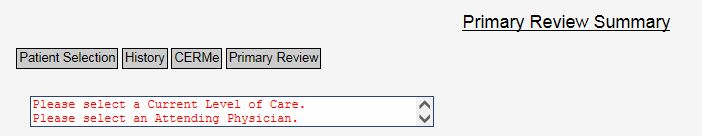 Primary Review Summary
Patient Selection History CERMe Primary Review
Please select a Current Level of Care.
Please select an Attending Physician.